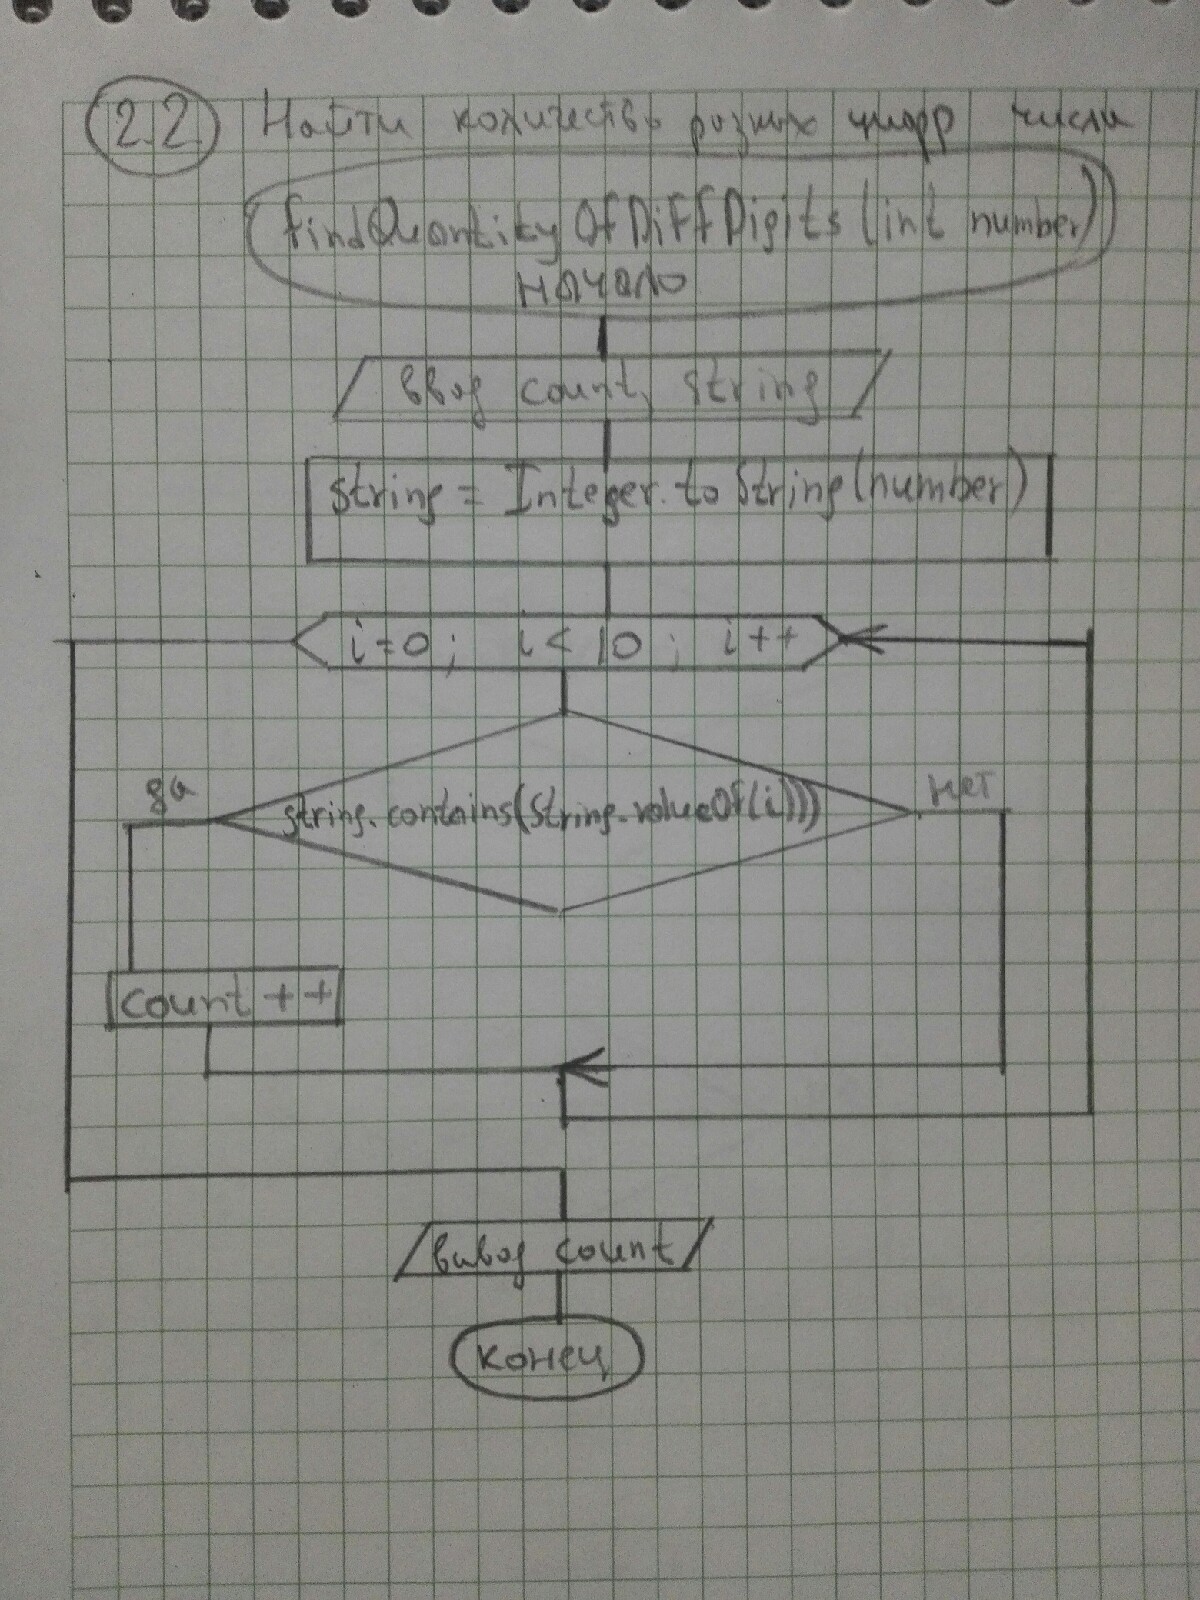 2.2 Найти количество разных цифр числа
findQuantityOfDiffDigits (int number)
начало
ввод count, string
string = Integer.toString(number)
i=0; i<10; i++
да
string.contains(String.valueOf(i)))
нет
count++
вывод count
конец